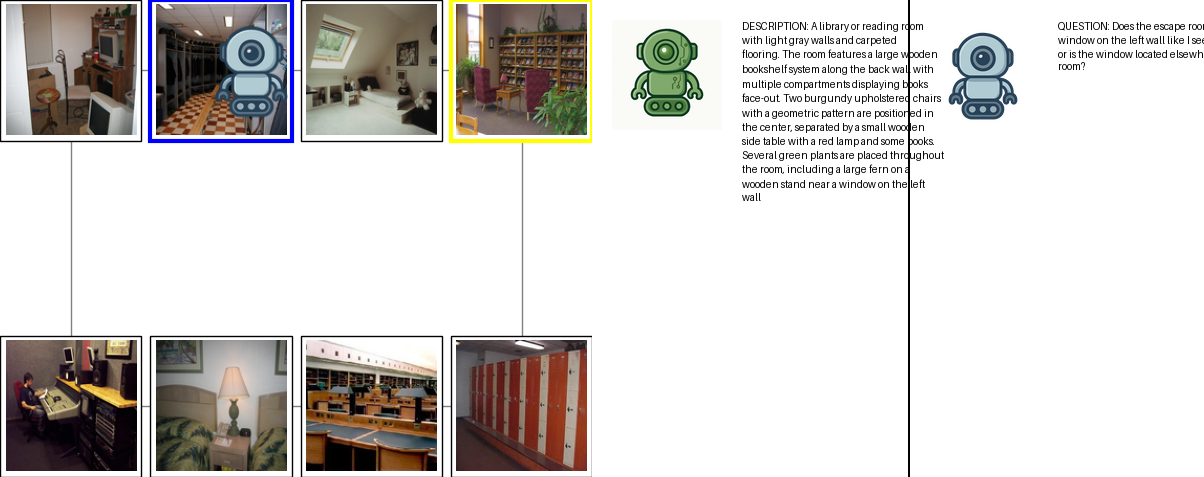 DESCRIPTION: A library or reading room
with light gray walls and carpeted
flooring. The room features a large wooden
bookshelf system along the back wall with
multiple compartments displaying books
face-out. Two burgundy upholstered chairs
with a geometric pattern are positioned in
the center, separated by a small wooden
side table with a red lamp and some books.
Several green plants are placed throughout
the room, including a large fern on a
wooden stand near a window on the left
wall
QUESTION: Does the escape roo
window on the left wall like I see
or is the window located elsewh
room?